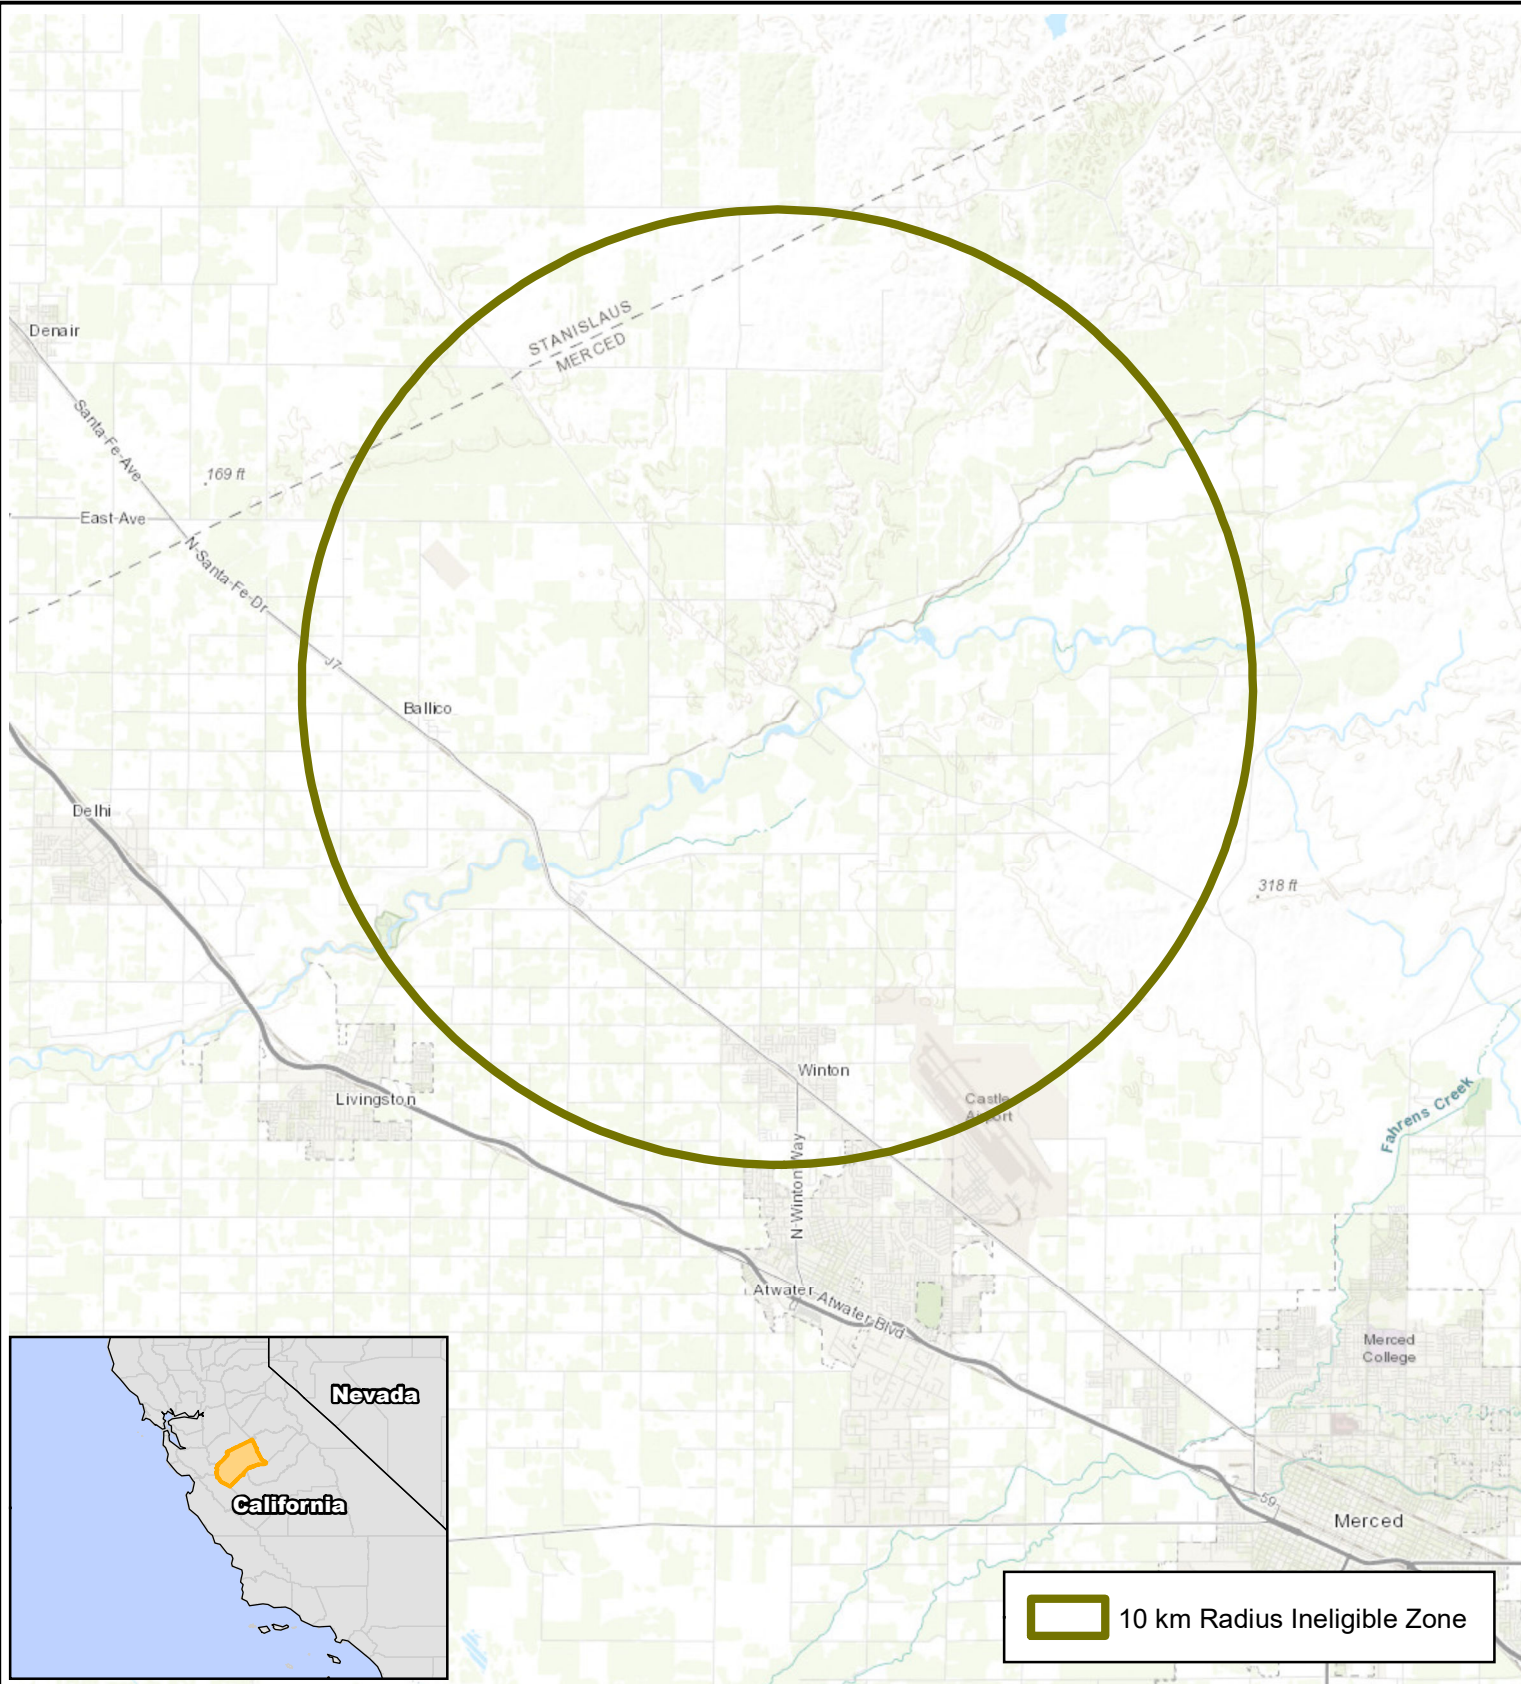 STANISLAUS
MERCED
Denair
Santa-Fe-Ave
169 ft
East-Ave
N-Santa-Fe-Dr
J7
Ballico
Delhi
318 ft
Winton
Livingston
Castle
Airport
Fahrens Creek
N-Winton-Way
Atwater
Atwater-Blvd
Merced
College
Nevada
California
59
Merced
10 km Radius Ineligible Zone